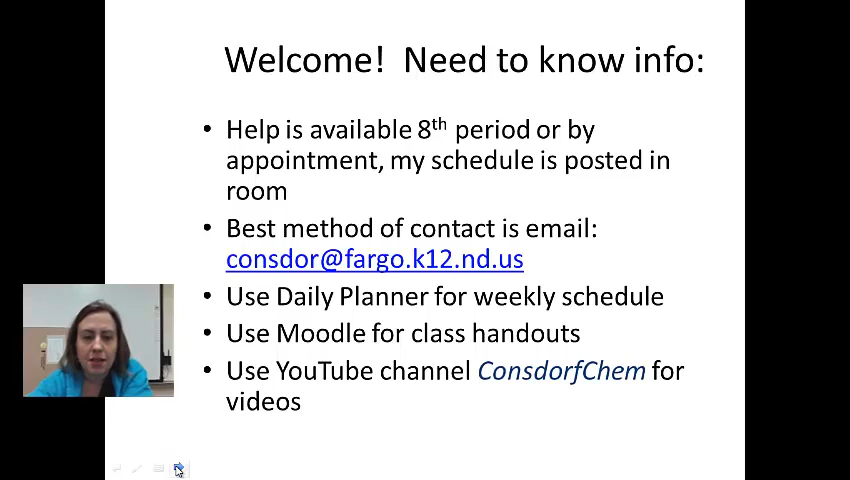 Welcome!  Need to know info:
• Help is available 8th period or by
appointment, my schedule is posted in
room
• Best method of contact is email:
consdor@fargo.k12.nd.us
• Use Daily Planner for weekly schedule
• Use Moodle for class handouts
• Use YouTube channel ConsdorfChem for
videos